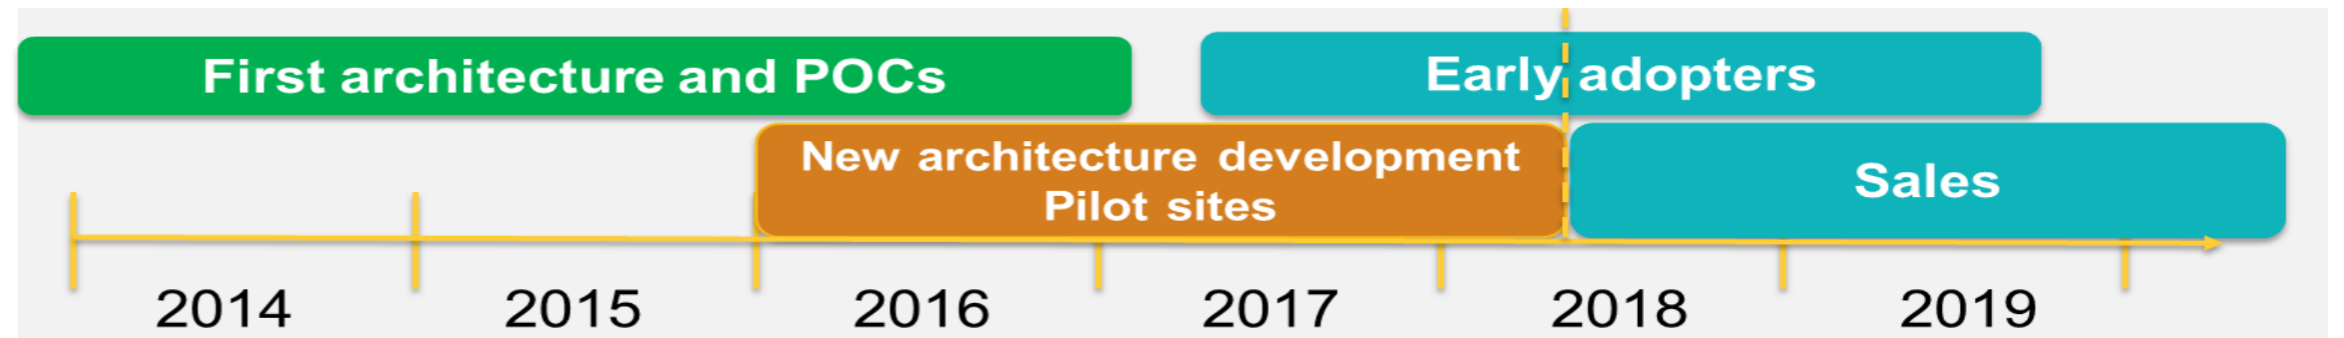 First architecture and POCs
Early adopters
New architecture development
Pilot sites
Sales
2014
2015
2016
2017
2018
2019